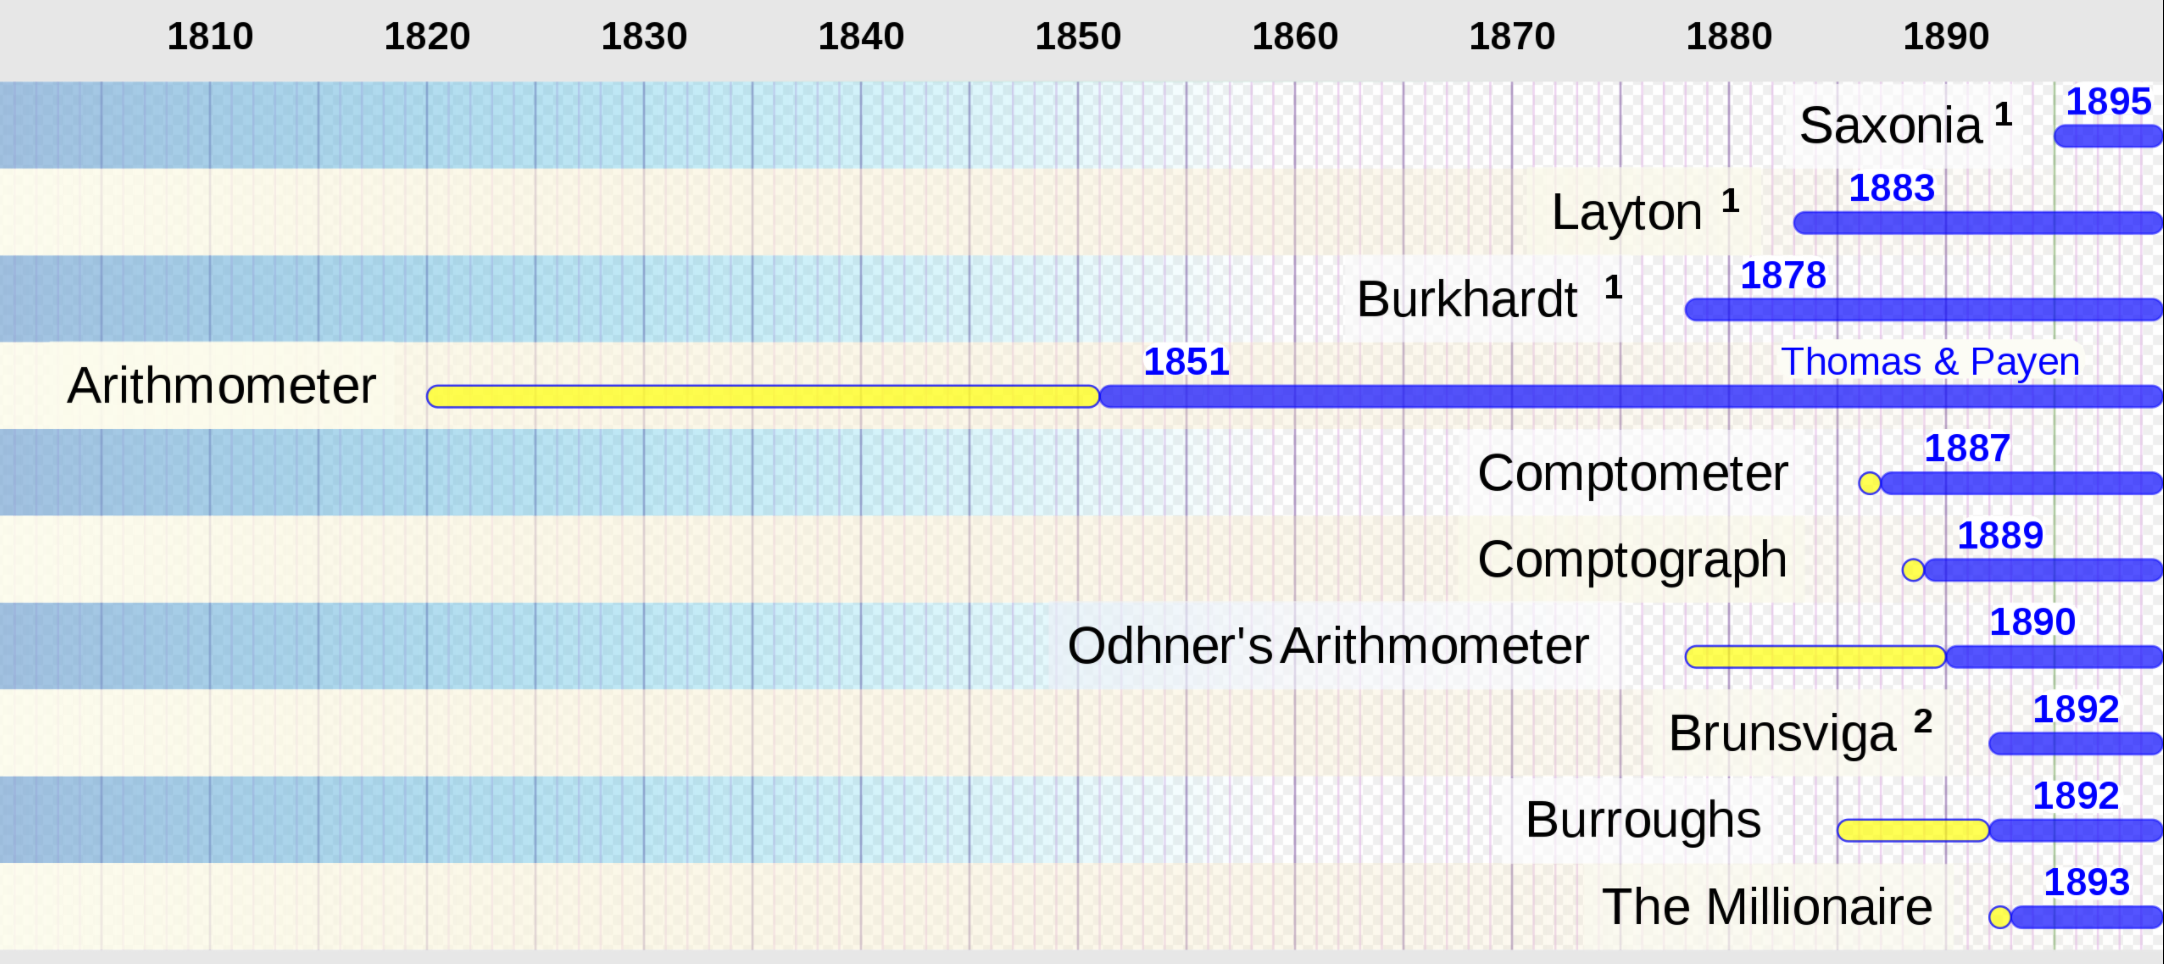 1810 1820 1830 1840 1850 1860 1870 1880 1890
1895
Saxonia 1
1883
Layton 1
1878
Burkhardt 1
1851 Thomas & Payen
Arithmometer
1887
Comptometer
1889
Comptograph
1890
Odhner's Arithmometer
1892
Brunsviga 2
1892
Burroughs
1893
The Millionaire